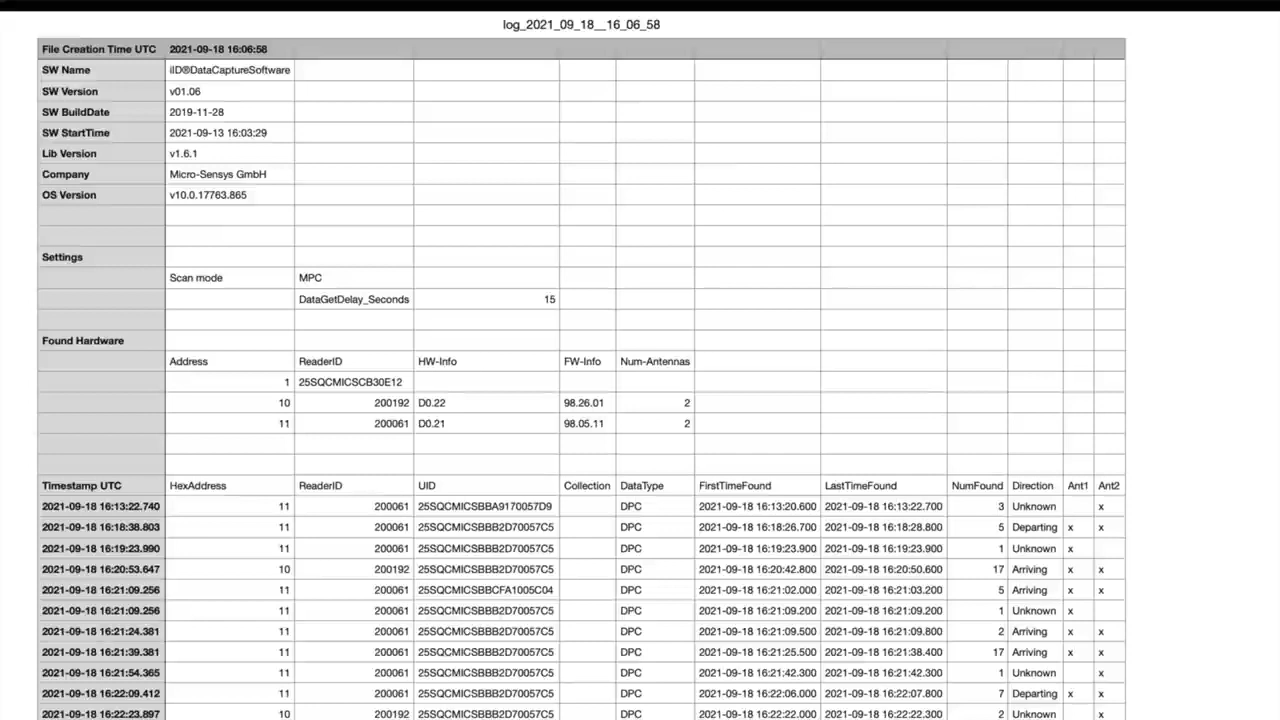 log_2021_09_18__16_06_58
File Creation Time UTC 2021-09-18 16:06:58
SW Name iID®DataCaptureSoftware
SW Version v01.06
SW BuildDate 2019-11-28
SW StartTime 2021-09-13 16:03:29
Lib Version v1.6.1
Company Micro-Sensys GmbH
OS Version v10.0.17763.865
Settings
Scan mode MPC
DataGetDelay_Seconds 15
Found Hardware
Address ReaderID HW-Info FW-Info Num-Antennas
1 25SQCMICSCB30E12
10 200192 D0.22 98.26.01 2
11 200061 D0.21 98.05.11 2
Timestamp UTC HexAddress ReaderID UID Collection DataType FirstTimeFound LastTimeFound NumFound Direction Ant1 Ant2
2021-09-18 16:13:22.740 11 200061 25SQCMICSBBA9170057D9 DPC 2021-09-18 16:13:20.600 2021-09-18 16:13:22.700 3 Unknown x
2021-09-18 16:18:38.803 11 200061 25SQCMICSBBB2D70057C5 DPC 2021-09-18 16:18:26.700 2021-09-18 16:18:28.800 5 Departing x x
2021-09-18 16:19:23.990 11 200061 25SQCMICSBBB2D70057C5 DPC 2021-09-18 16:19:23.900 2021-09-18 16:19:23.900 1 Unknown x
2021-09-18 16:20:53.647 10 200192 25SQCMICSBBB2D70057C5 DPC 2021-09-18 16:20:42.800 2021-09-18 16:20:50.600 17 Arriving x x
2021-09-18 16:21:09.256 11 200061 25SQCMICSBBCFA1005C04 DPC 2021-09-18 16:21:02.000 2021-09-18 16:21:03.200 5 Arriving x x
2021-09-18 16:21:09.256 11 200061 25SQCMICSBBB2D70057C5 DPC 2021-09-18 16:21:09.200 2021-09-18 16:21:09.200 1 Unknown x
2021-09-18 16:21:24.381 11 200061 25SQCMICSBBB2D70057C5 DPC 2021-09-18 16:21:09.500 2021-09-18 16:21:09.800 2 Arriving x x
2021-09-18 16:21:39.381 11 200061 25SQCMICSBBB2D70057C5 DPC 2021-09-18 16:21:25.500 2021-09-18 16:21:38.400 17 Arriving x x
2021-09-18 16:21:54.365 11 200061 25SQCMICSBBB2D70057C5 DPC 2021-09-18 16:21:42.300 2021-09-18 16:21:42.300 1 Unknown x
2021-09-18 16:22:09.412 11 200061 25SQCMICSBBB2D70057C5 DPC 2021-09-18 16:22:06.000 2021-09-18 16:22:07.800 7 Departing x x
2021-09-18 16:22:23.897 10 200192 25SQCMICSBBB2D70057C5 DPC 2021-09-18 16:22:22.000 2021-09-18 16:22:22.300 2 Unknown x